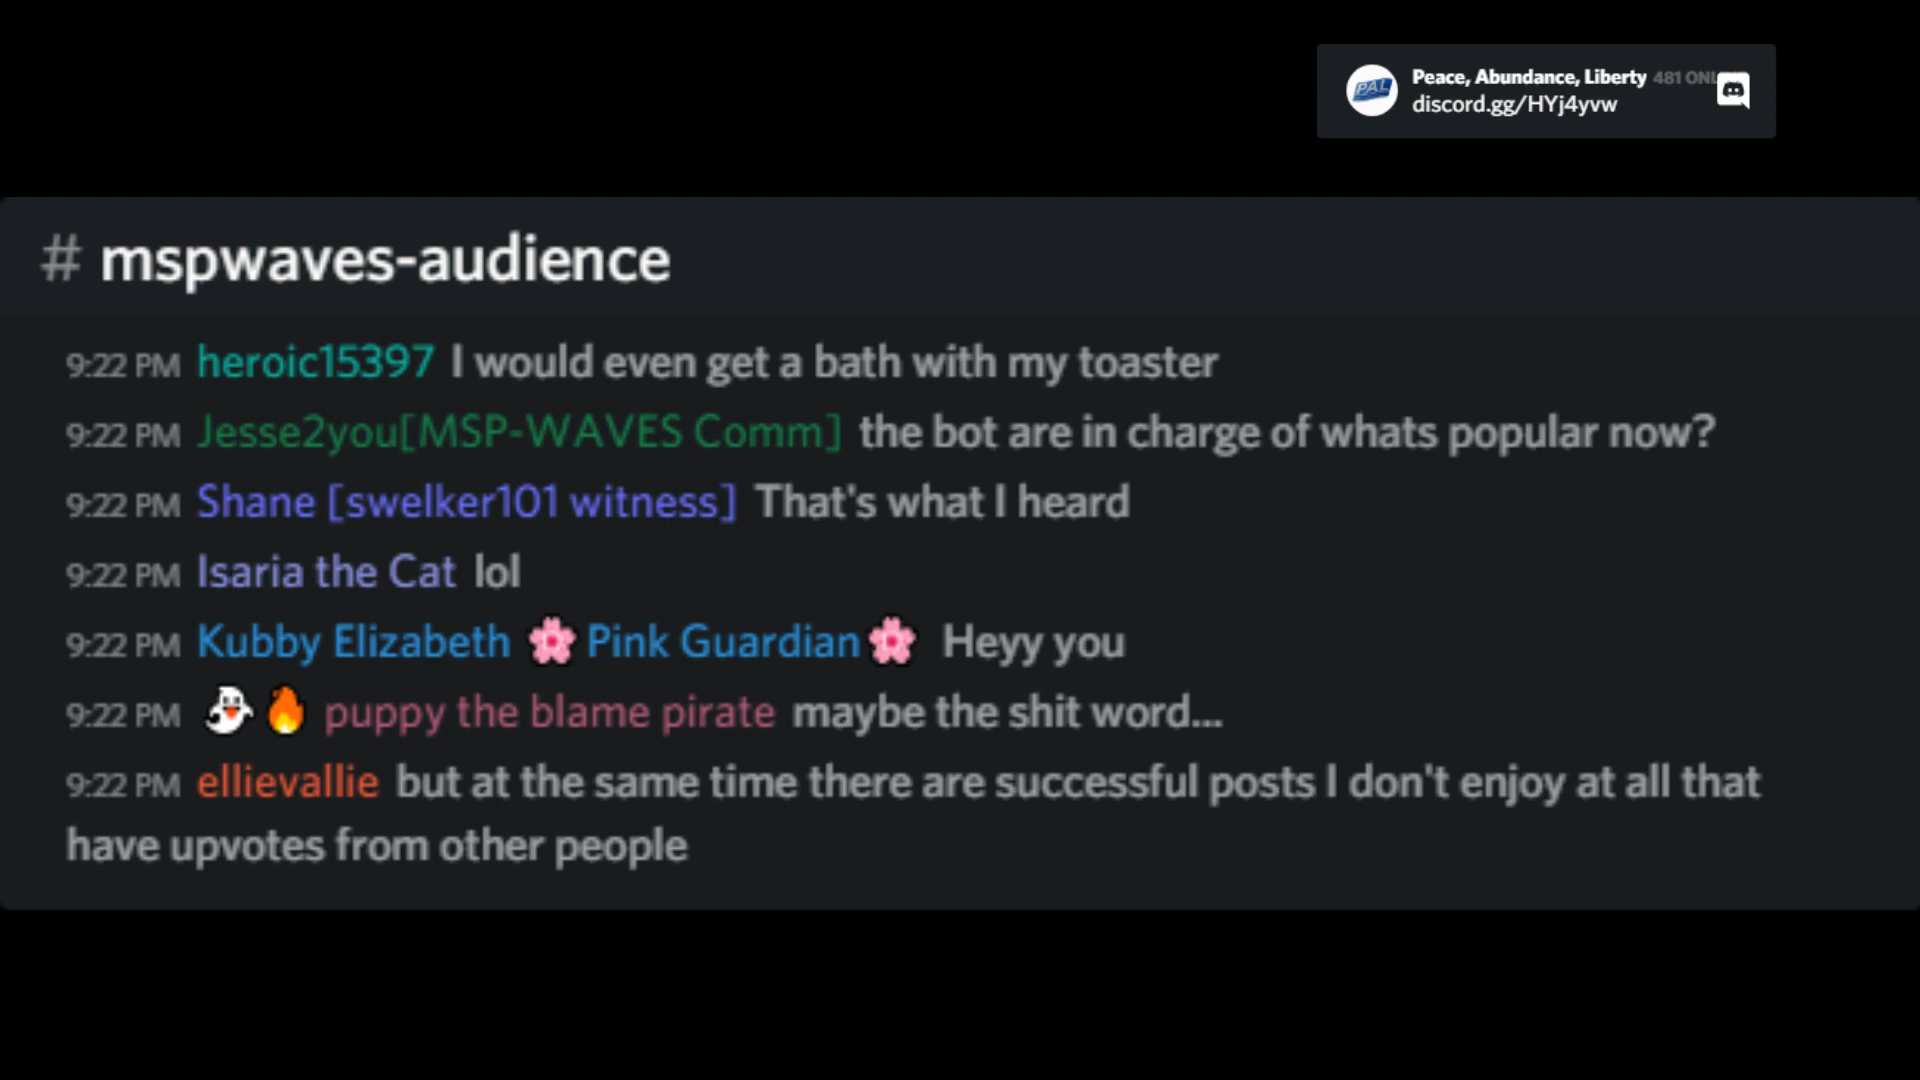 PAL
Peace, Abundance, Liberty 481 ONL
discord.gg/HYj4yvw
# mspwaves-audience
9:22 PM heroic15397 I would even get a bath with my toaster
9:22 PM Jesse2you[MSP-WAVES Comm] the bot are in charge of whats popular now?
9:22 PM Shane [swelker101 witness] That's what I heard
9:22 PM Isaria the Cat lol
9:22 PM Kubby Elizabeth 🌸 Pink Guardian🌸 Heyy you
9:22 PM 👻🔥 puppy the blame pirate maybe the shit word...
9:22 PM ellievallie but at the same time there are successful posts I don't enjoy at all that
have upvotes from other people